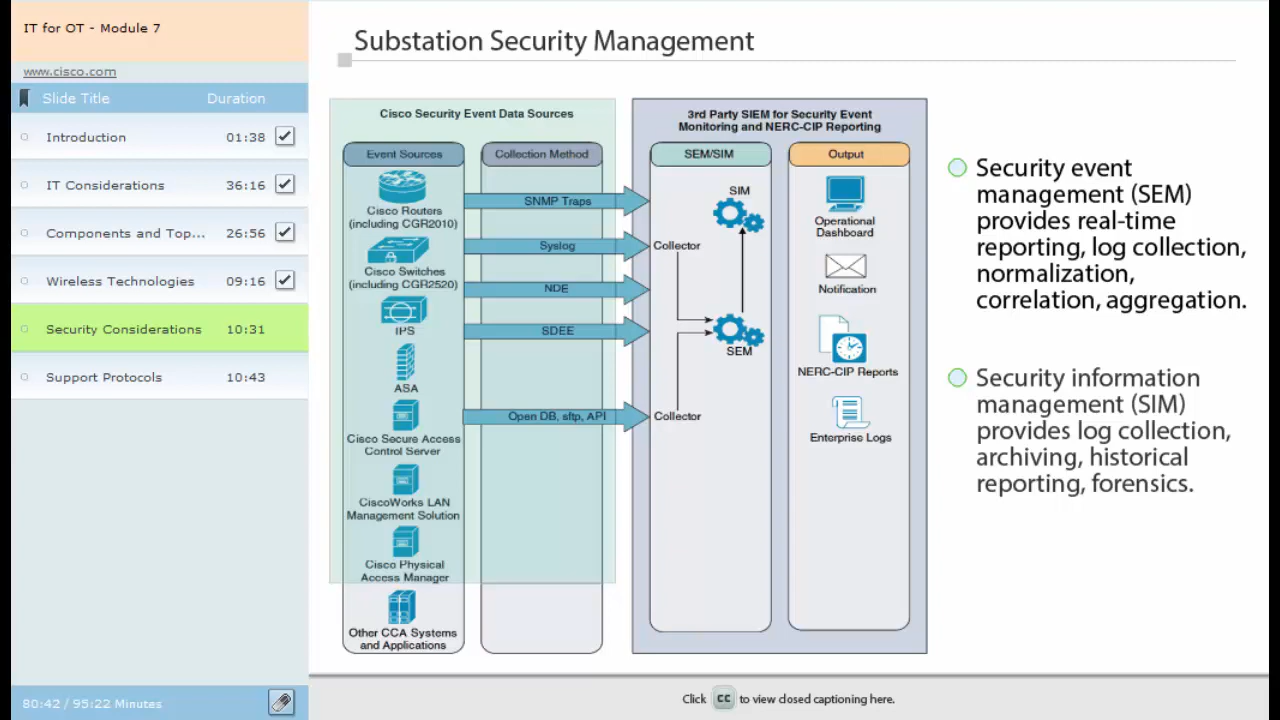 IT for OT - Module 7
www.cisco.com
Slide Title Duration
Introduction 01:38
IT Considerations 36:16
Components and Top... 26:56
Wireless Technologies 09:16
Security Considerations 10:31
Support Protocols 10:43
80:42 / 95:22 Minutes
Substation Security Management
Cisco Security Event Data Sources
Event Sources
Collection Method
Cisco Routers
(including CGR2010)
Cisco Switches
(including CGR2520)
IPS
ASA
Cisco Secure Access
Control Server
CiscoWorks LAN
Management Solution
Cisco Physical
Access Manager
Other CCA Systems
and Applications
SNMP Traps
Syslog
NDE
SDEE
Open DB, sftp, API
3rd Party SIEM for Security Event
Monitoring and NERC-CIP Reporting
SEM/SIM
Output
SIM
Collector
SEM
Collector
Operational
Dashboard
Notification
NERC-CIP Reports
Enterprise Logs
Security event
management (SEM)
provides real-time
reporting, log collection,
normalization,
correlation, aggregation.
Security information
management (SIM)
provides log collection,
archiving, historical
reporting, forensics.
Click CC to view closed captioning here.